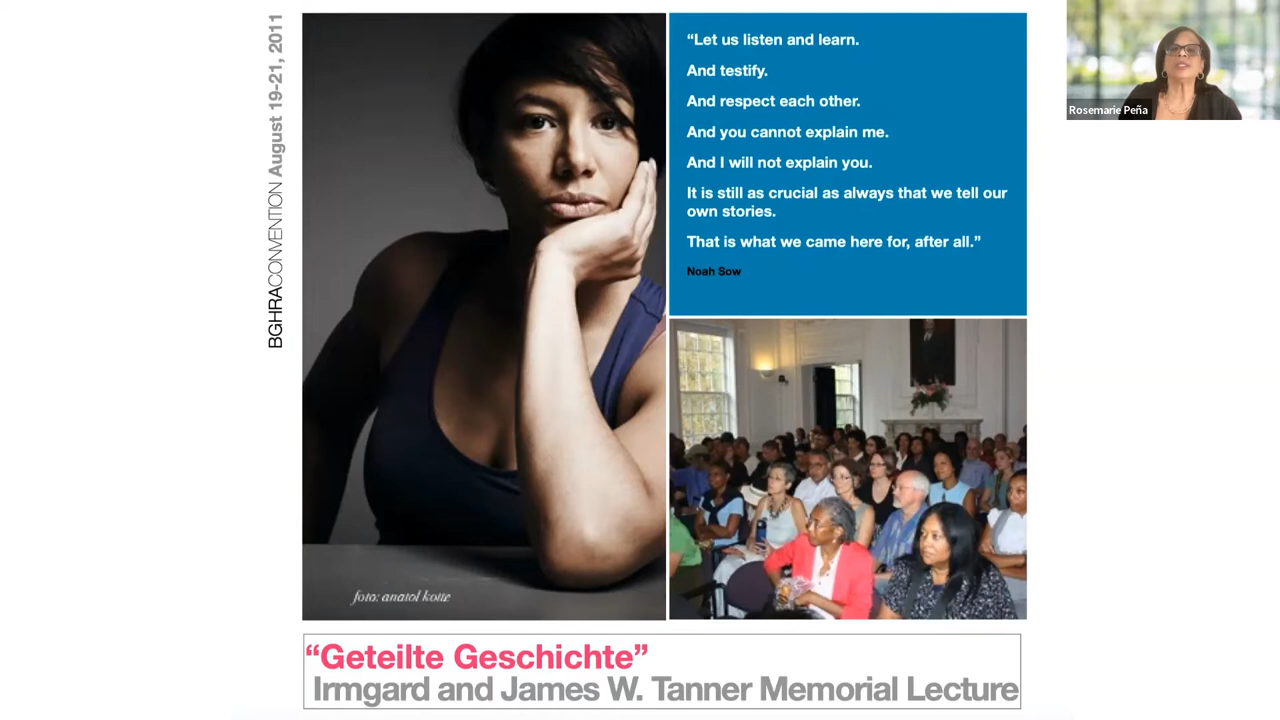 BGHRACONVENTION August 19-21, 2011
“Let us listen and learn.
And testify.
And respect each other.
And you cannot explain me.
And I will not explain you.
It is still as crucial as always that we tell our
own stories.
That is what we came here for, after all.”
Noah Sow
Rosemarie Peña
foto: anatol kotte
“Geteilte Geschichte”
Irmgard and James W. Tanner Memorial Lecture